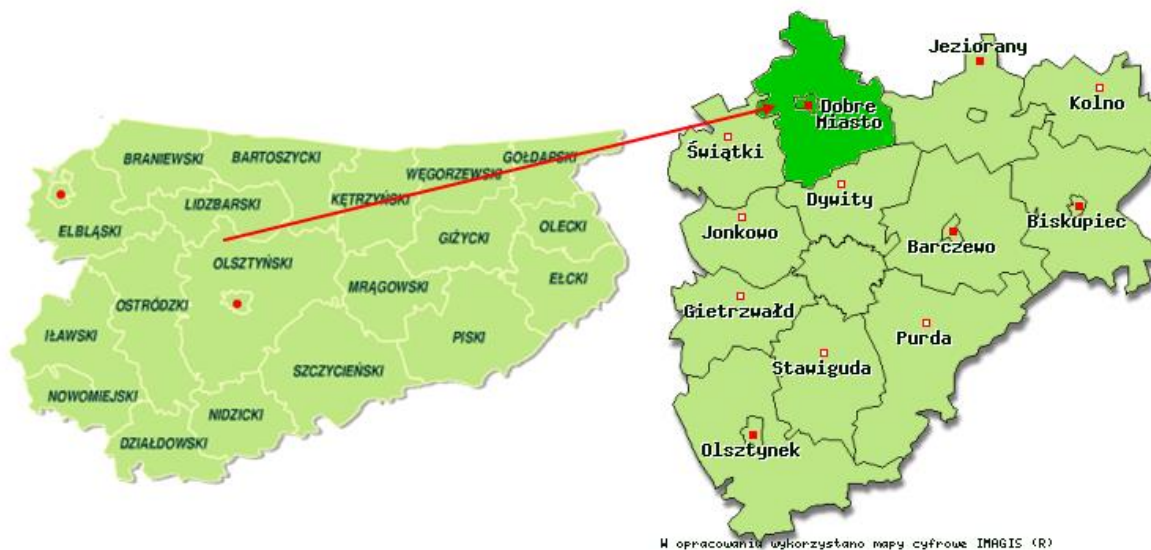 BRANIEWSKI
BARTOSZYCKI
GOŁDAPSKI
WĘGORZEWSKI
KĘTRZYŃSKI
LIDZBARSKI
ELBLĄSKI
GIŻYCKI
OLECKI
OLSZTYŃSKI
EŁCKI
MRĄGOWSKI
OSTRÓDZKI
IŁAWSKI
PISKI
SZCZYCIEŃSKI
NOWOMIEJSKI
NIDZICKI
DZIAŁDOWSKI
Jeziorany
Kolno
Dobre
Miasto
Świątki
Dywity
Biskupiec
Jonkowo
Barczewo
Gietrzwałd
Purda
Stawiguda
Olsztynek
W opracowaniu wykorzystano mapy cyfrowe IMAGIS (R)